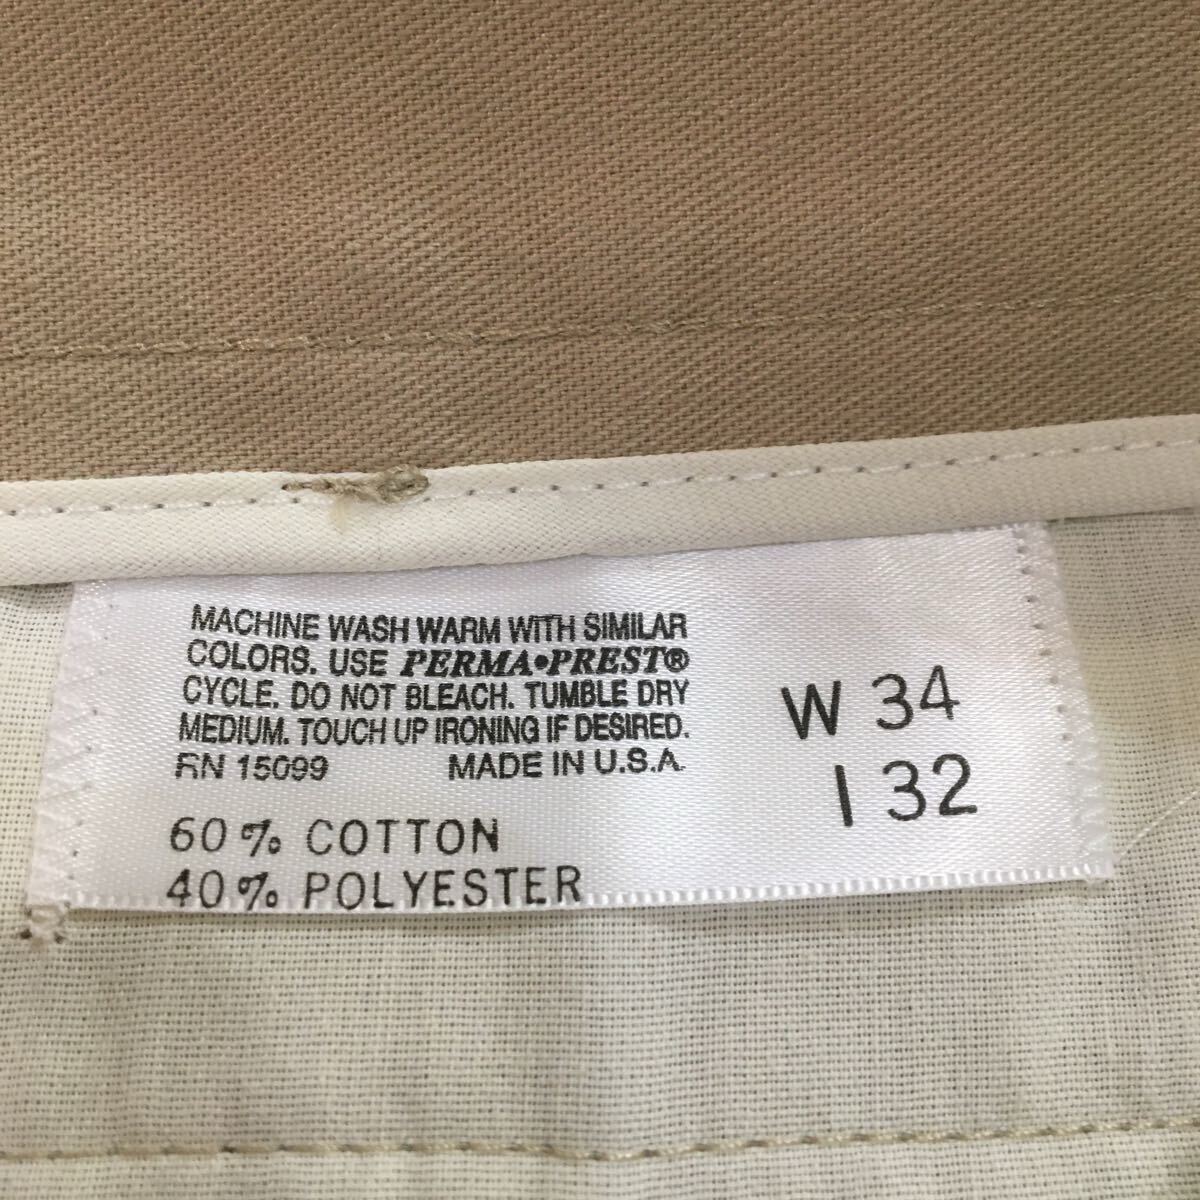 MACHINE WASH WARM WITH SIMILAR
COLORS. USE PERMA•PREST®
CYCLE. DO NOT BLEACH. TUMBLE DRY
MEDIUM. TOUCH UP IRONING IF DESIRED.
RN 15099 MADE IN U.S.A.
60% COTTON
40% POLYESTER
W 34
I 32